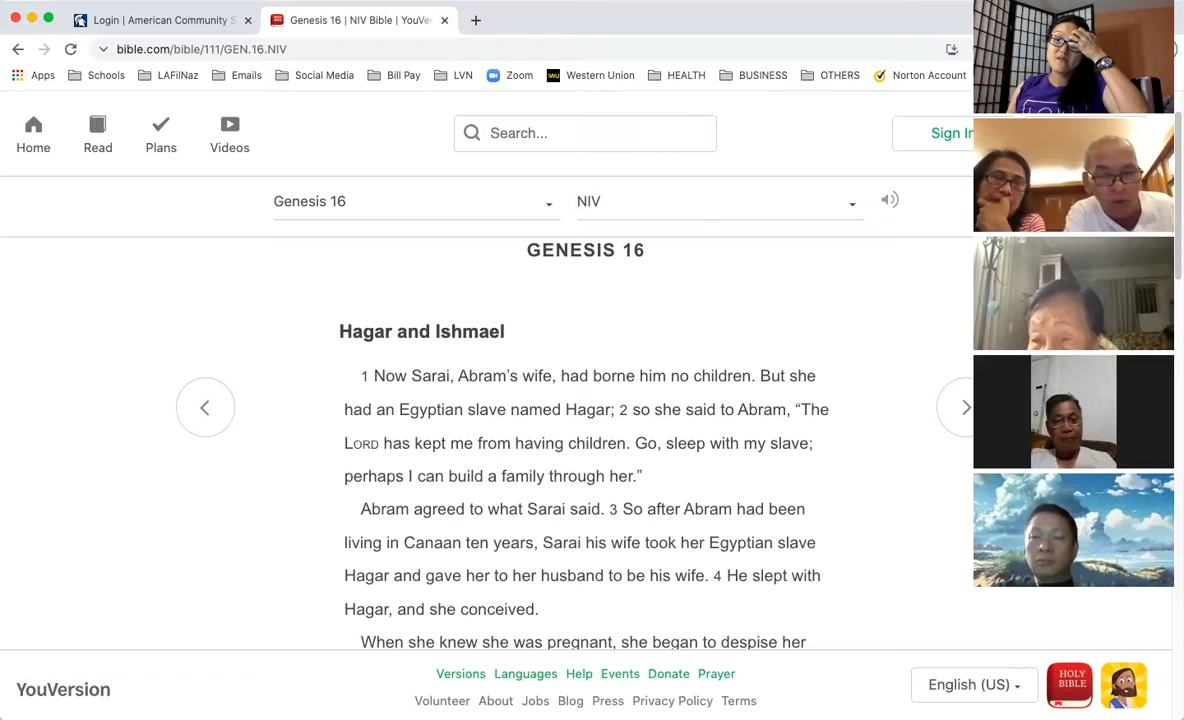 Login | American Community S
Genesis 16 | NIV Bible | YouVer
bible.com/bible/111/GEN.16.NIV
Apps Schools LAFilNaz Emails Social Media Bill Pay LVN Zoom WU Western Union HEALTH BUSINESS OTHERS Norton Account
Home Read Plans Videos
Search...
Sign In
Genesis 16
NIV
GENESIS 16
Hagar and Ishmael
1 Now Sarai, Abram’s wife, had borne him no children. But she
had an Egyptian slave named Hagar; 2 so she said to Abram, “The
LORD has kept me from having children. Go, sleep with my slave;
perhaps I can build a family through her.”
Abram agreed to what Sarai said. 3 So after Abram had been
living in Canaan ten years, Sarai his wife took her Egyptian slave
Hagar and gave her to her husband to be his wife. 4 He slept with
Hagar, and she conceived.
When she knew she was pregnant, she began to despise her
YouVersion
Versions Languages Help Events Donate Prayer
Volunteer About Jobs Blog Press Privacy Policy Terms
English (US)
HOLY
BIBLE